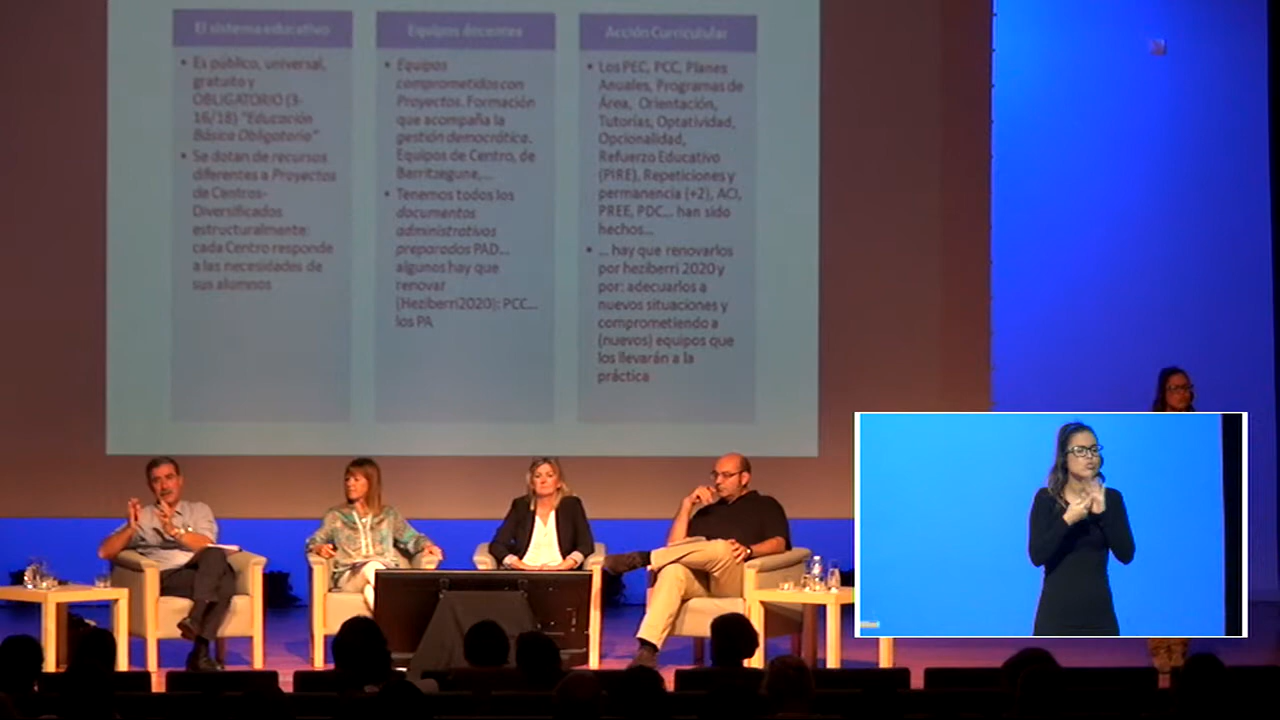 El sistema educativo
• Es público, universal,
gratuito y
OBLIGATORIO (3-
16/18) "Educación
Básica Obligatoria"
• Se dotan de recursos
diferentes a Proyectos
de Centros-
Diversificados
estructuralmente:
cada Centro responde
a las necesidades de
sus alumnos
Equipos docentes
• Equipos
comprometidos con
Proyectos. Formación
que acompaña la
gestión democrática.
Equipos de Centro, de
Berritzegune,...
• Tenemos todos los
documentos
administrativos
preparados PAD...
algunos hay que
renovar
(Heziberri2020): PCC...
los PA
Acción Curricular
• Los PEC, PCC, Planes
Anuales, Programas de
Área, Orientación,
Tutorías, Optatividad,
Opcionalidad,
Refuerzo Educativo
(PIRE), Repeticiones y
permanencia (+2), ACI,
PREE, PDC... han sido
hechos...
• ... hay que renovarlos
por heziberri 2020 y
por: adecuarlos a
nuevos situaciones y
comprometiendo a
(nuevos) equipos que
los llevarán a la
práctica